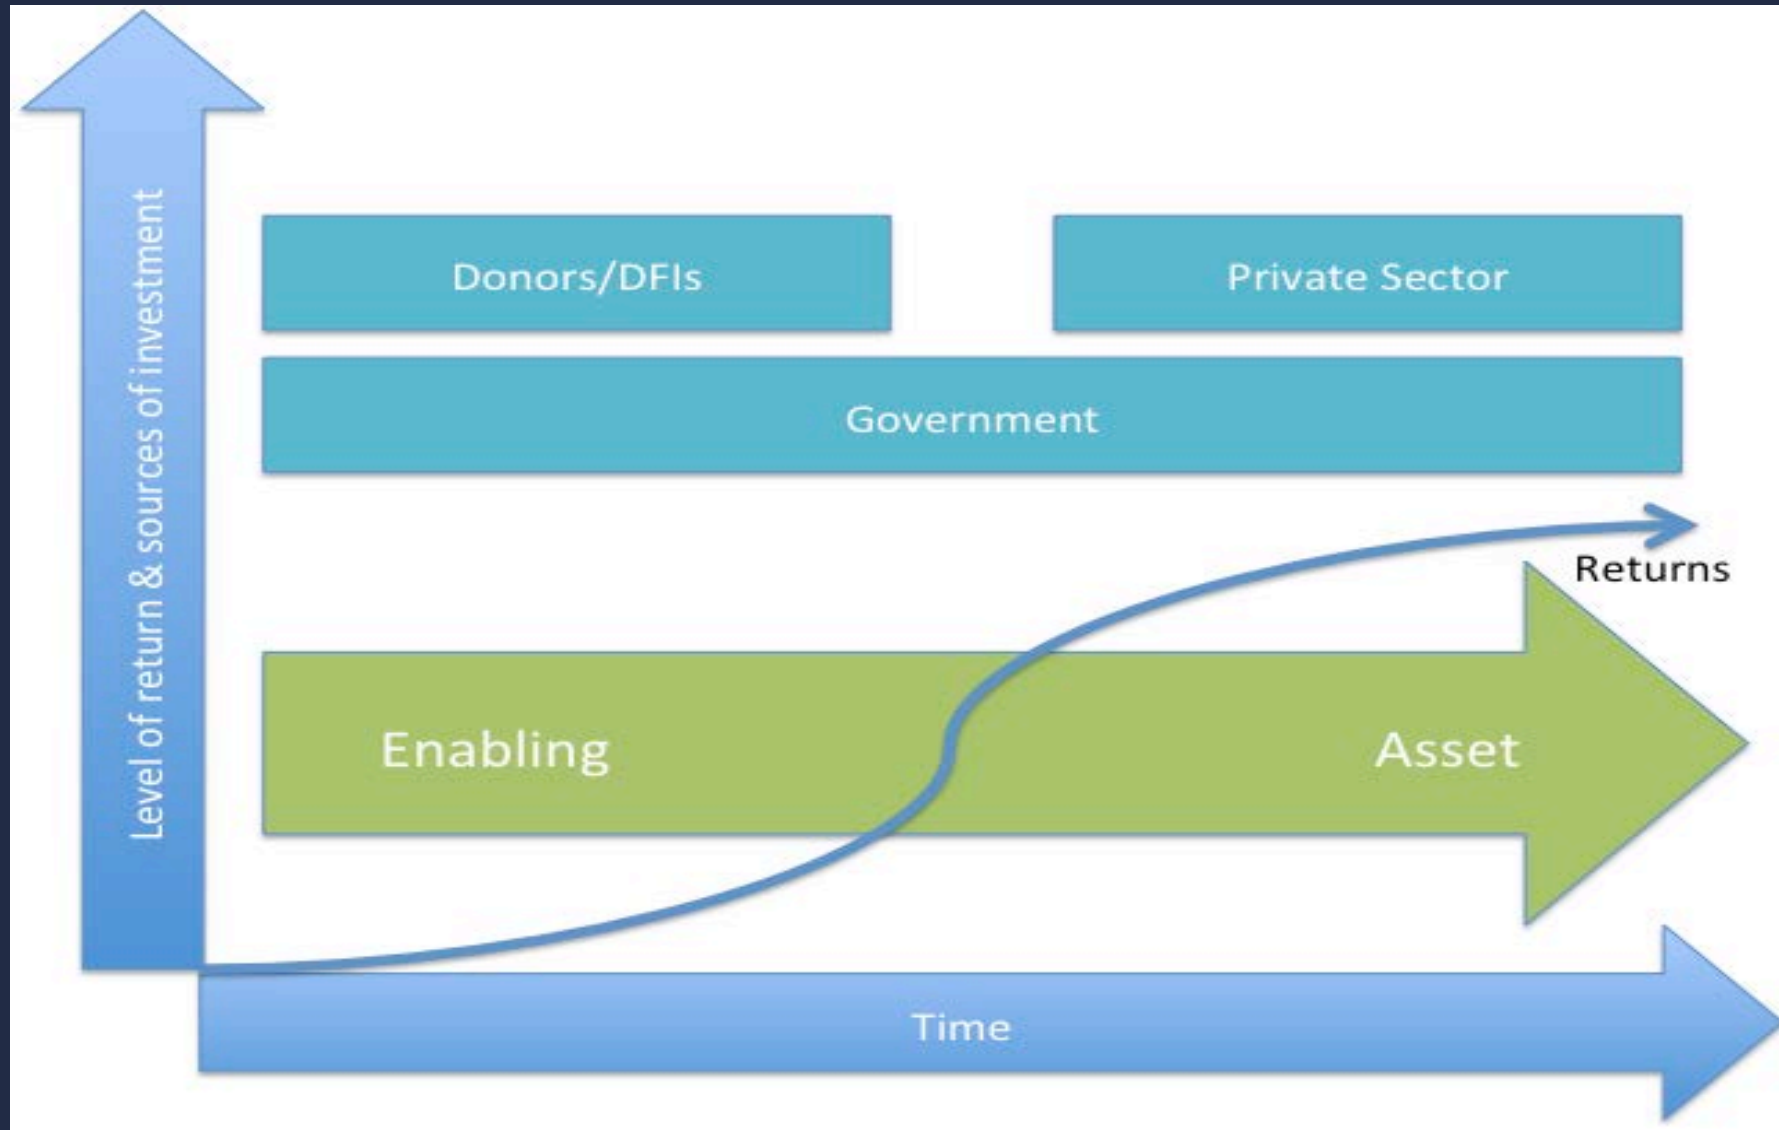 Level of return & sources of investment
Donors/DFIs
Private Sector
Government
Returns
Enabling
Asset
Time